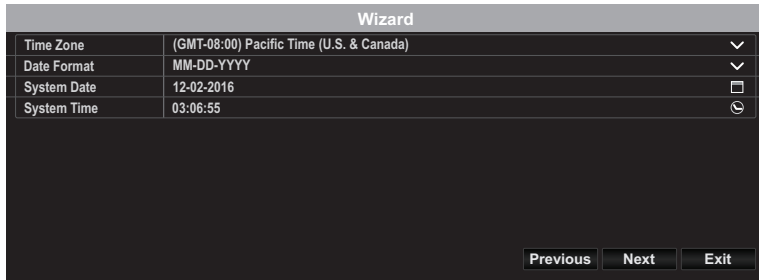 Wizard
Time Zone (GMT-08:00) Pacific Time (U.S. & Canada)
Date Format MM-DD-YYYY
System Date 12-02-2016
System Time 03:06:55
Previous Next Exit